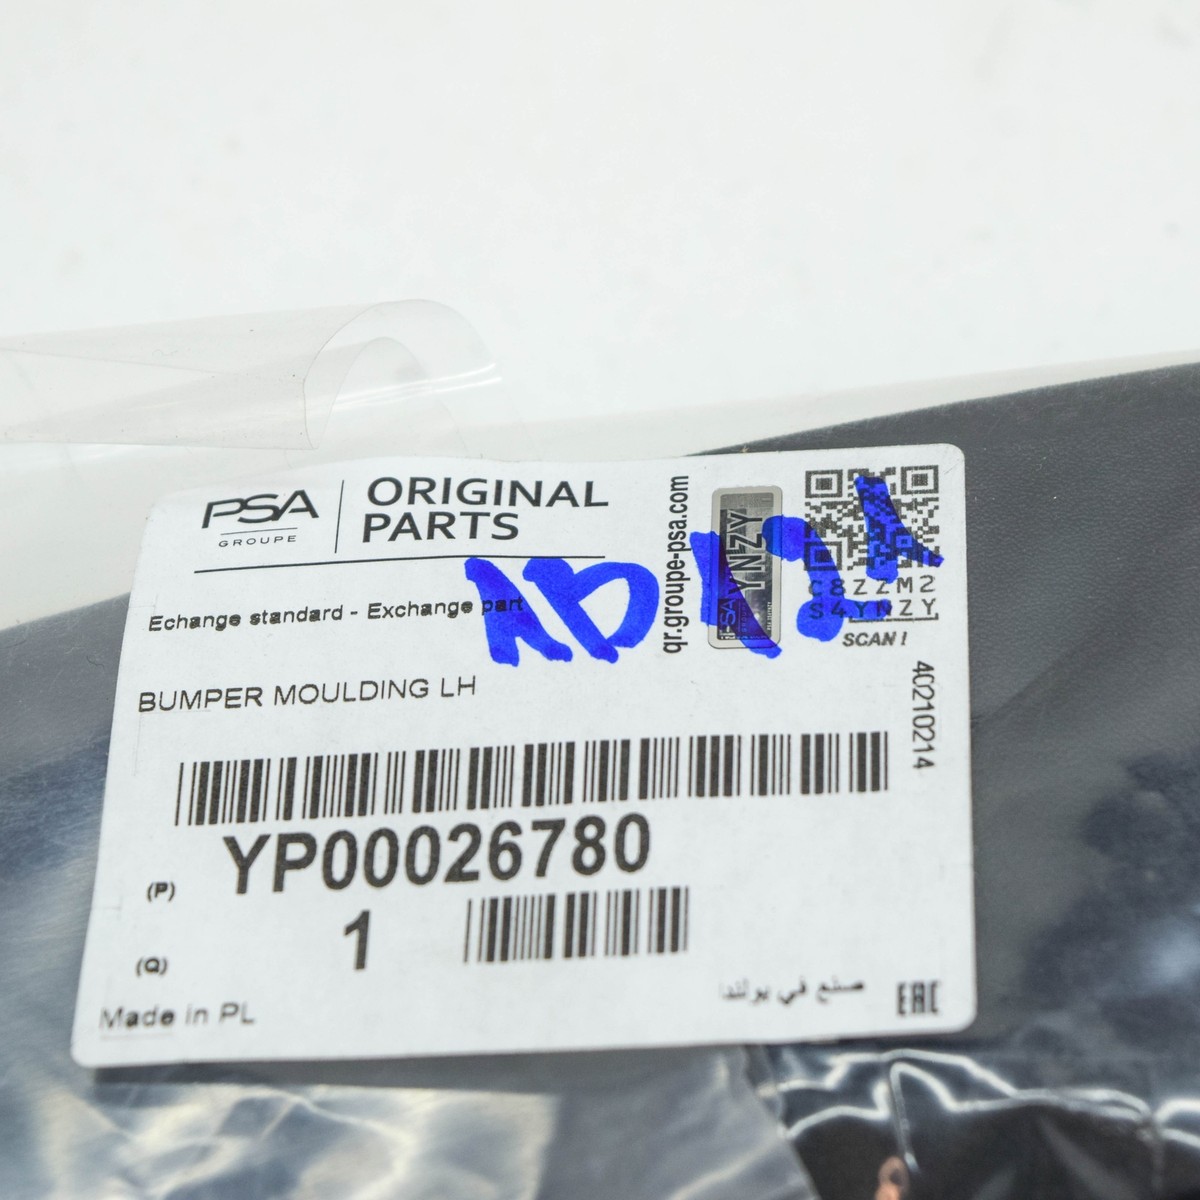 PSA
GROUPE
ORIGINAL
PARTS
Echange standard - Exchange part
BUMPER MOULDING LH
qr.groupe-psa.com
YNZY
C8ZZM2
S4YNZY
SCAN!
40210214
YP00026780
(P)
1
(Q)
Made in PL
صنع في بولندا
EAC